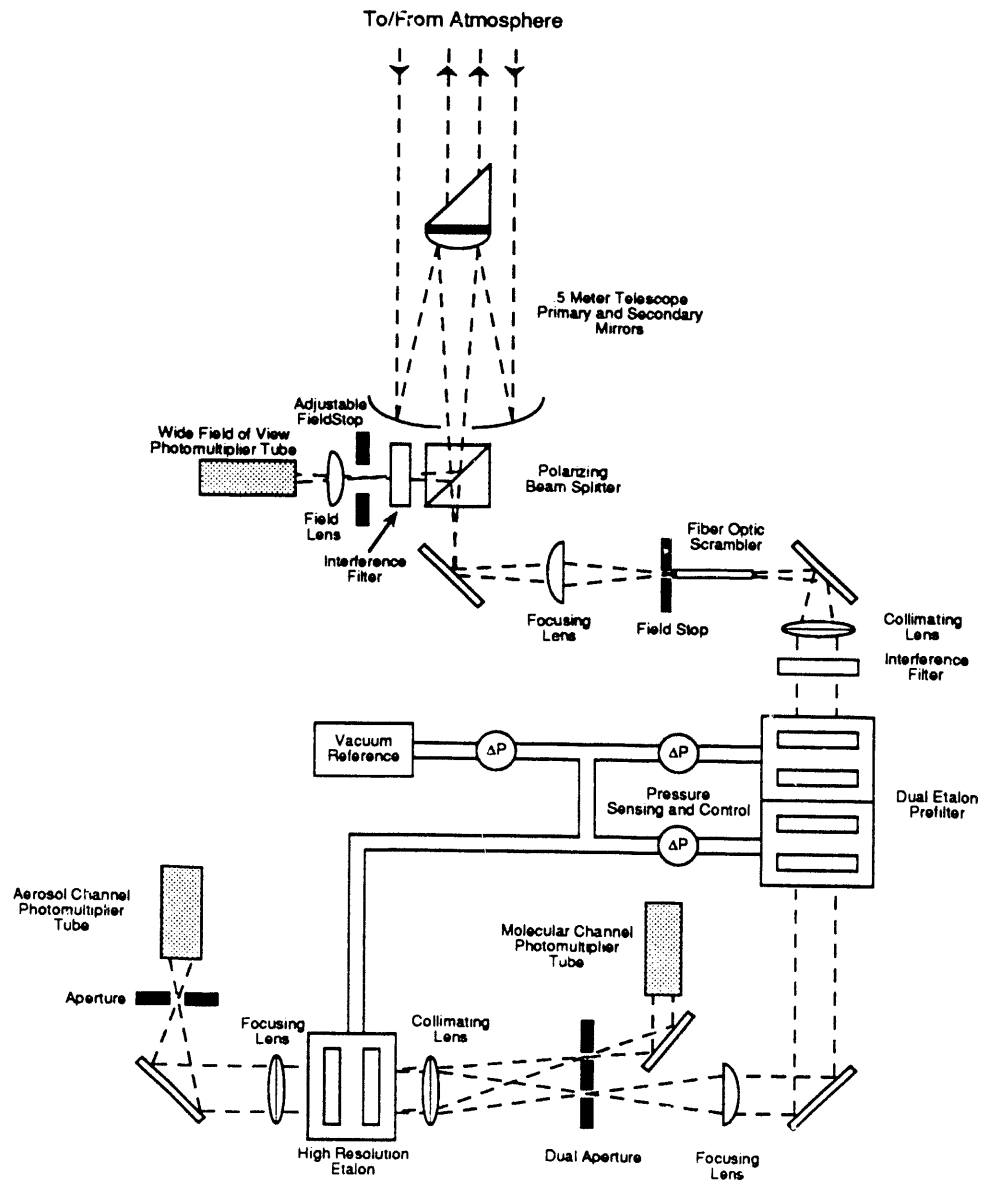 To/From Atmosphere
.5 Meter Telescope
Primary and Secondary
Mirrors
Adjustable
FieldStop
Wide Field of View
Photomultiplier Tube
Polarizing
Beam Splitter
Field
Lens
Interference
Filter
Fiber Optic
Scrambler
Focusing
Lens
Field Stop
Collimating
Lens
Interference
Filter
Vacuum
Reference
ΔP
ΔP
Pressure
Sensing and Control
Dual Etalon
Prefilter
ΔP
Aerosol Channel
Photomultiplier
Tube
Molecular Channel
Photomultiplier
Tube
Aperture
Focusing
Lens
Collimating
Lens
High Resolution
Etalon
Dual Aperture
Focusing
Lens